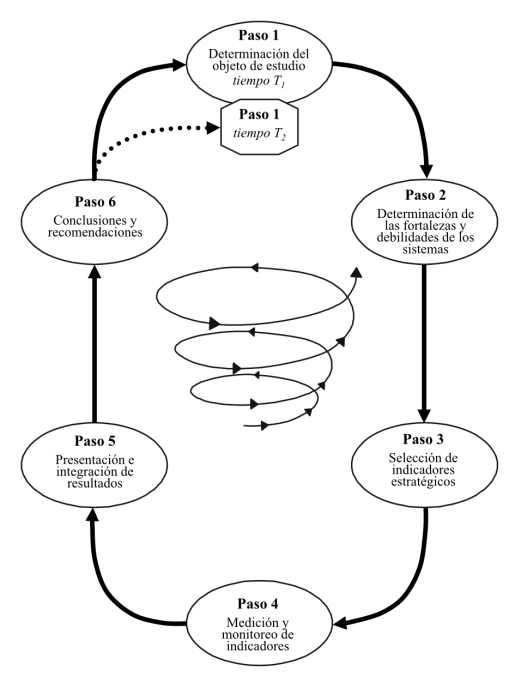 Paso 1
Determinación del
objeto de estudio
tiempo T1
Paso 1
tiempo T2
Paso 2
Determinación de
las fortalezas y
debilidades de los
sistemas
Paso 3
Selección de
indicadores
estratégicos
Paso 4
Medición y
monitoreo de
indicadores
Paso 5
Presentación e
integración de
resultados
Paso 6
Conclusiones y
recomendaciones